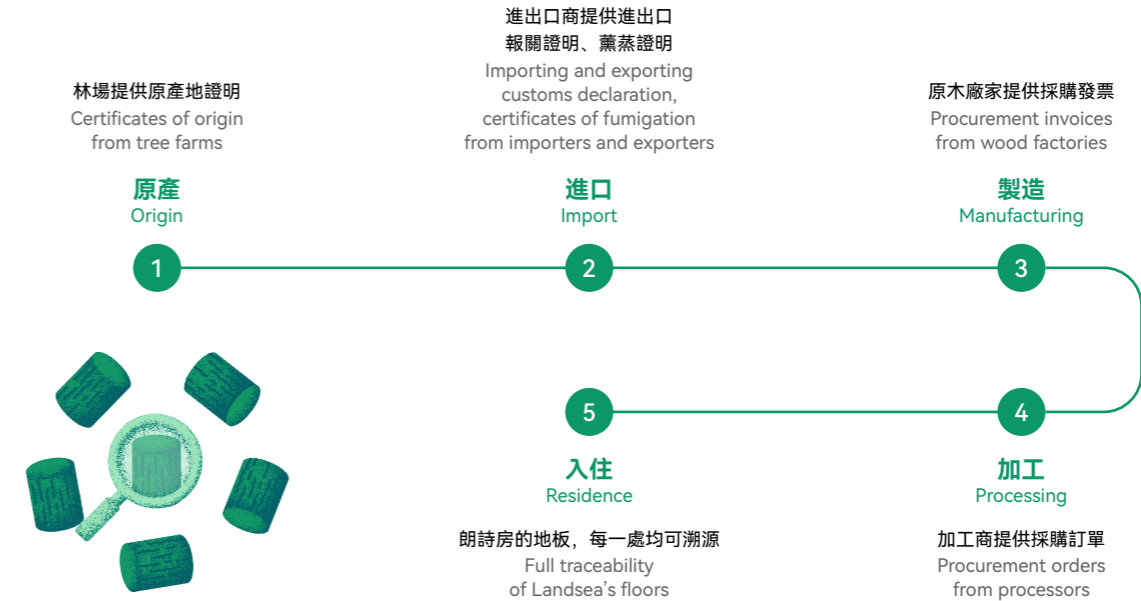 林場提供原產地證明
Certificates of origin
from tree farms
原產
Origin
1
進出口商提供進出口
報關證明、薰蒸證明
Importing and exporting
customs declaration,
certificates of fumigation
from importers and exporters
進口
Import
2
原木廠家提供採購發票
Procurement invoices
from wood factories
製造
Manufacturing
3
4
加工
Processing
加工商提供採購訂單
Procurement orders
from processors
5
入住
Residence
朗詩房的地板，每一處均可溯源
Full traceability
of Landsea’s floors